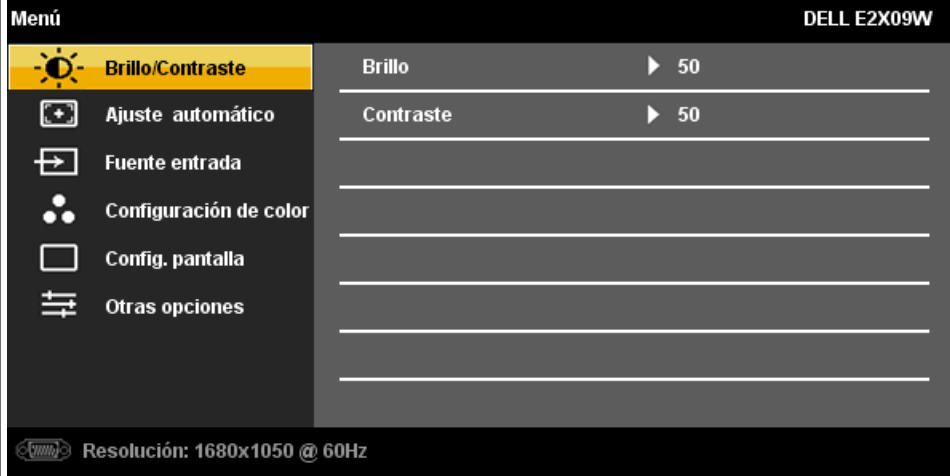 Menú DELL E2X09W
Brillo/Contraste Brillo 50
Ajuste automático Contraste 50
Fuente entrada
Configuración de color
Config. pantalla
Otras opciones
Resolución: 1680x1050 @ 60Hz